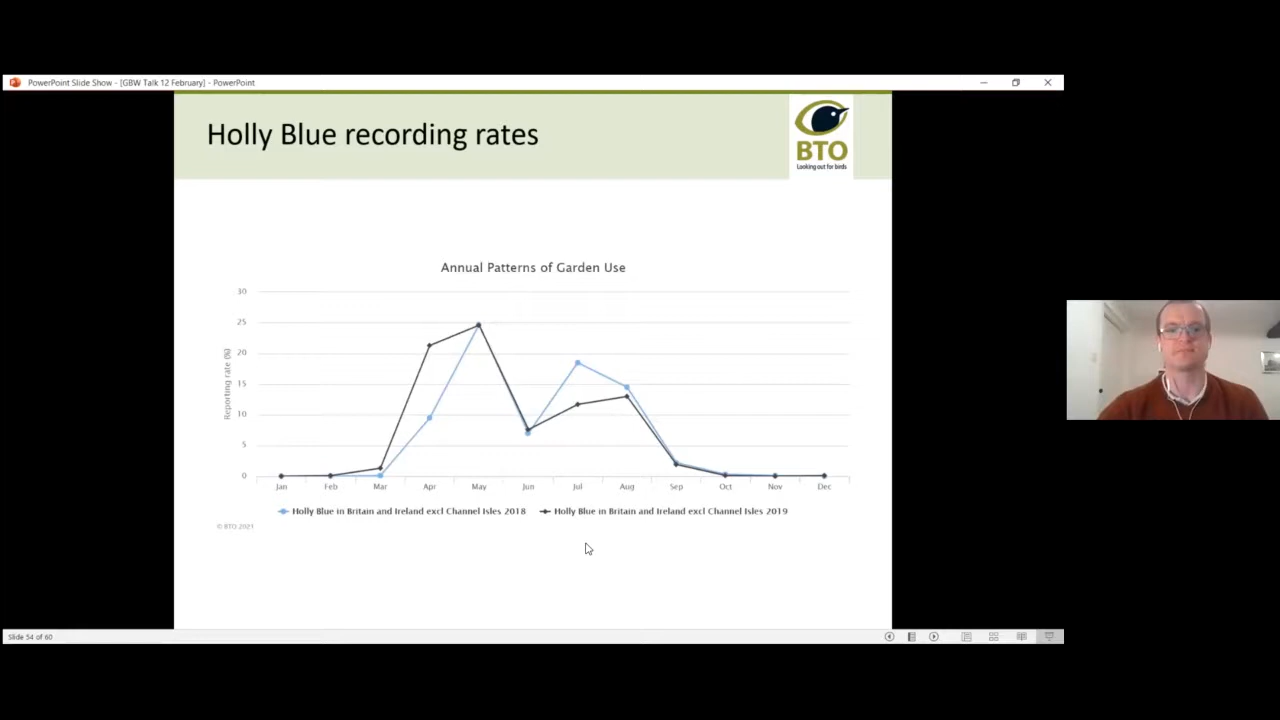 PowerPoint Slide Show - [GBW Talk 12 February] - PowerPoint
Holly Blue recording rates
BTO
Looking out for birds
Annual Patterns of Garden Use
Reporting rate (%)
30
25
20
15
10
5
0
Jan Feb Mar Apr May Jun Jul Aug Sep Oct Nov Dec
Holly Blue in Britain and Ireland excl Channel Isles 2018 Holly Blue in Britain and Ireland excl Channel Isles 2019
© BTO 2021
Slide 54 of 60